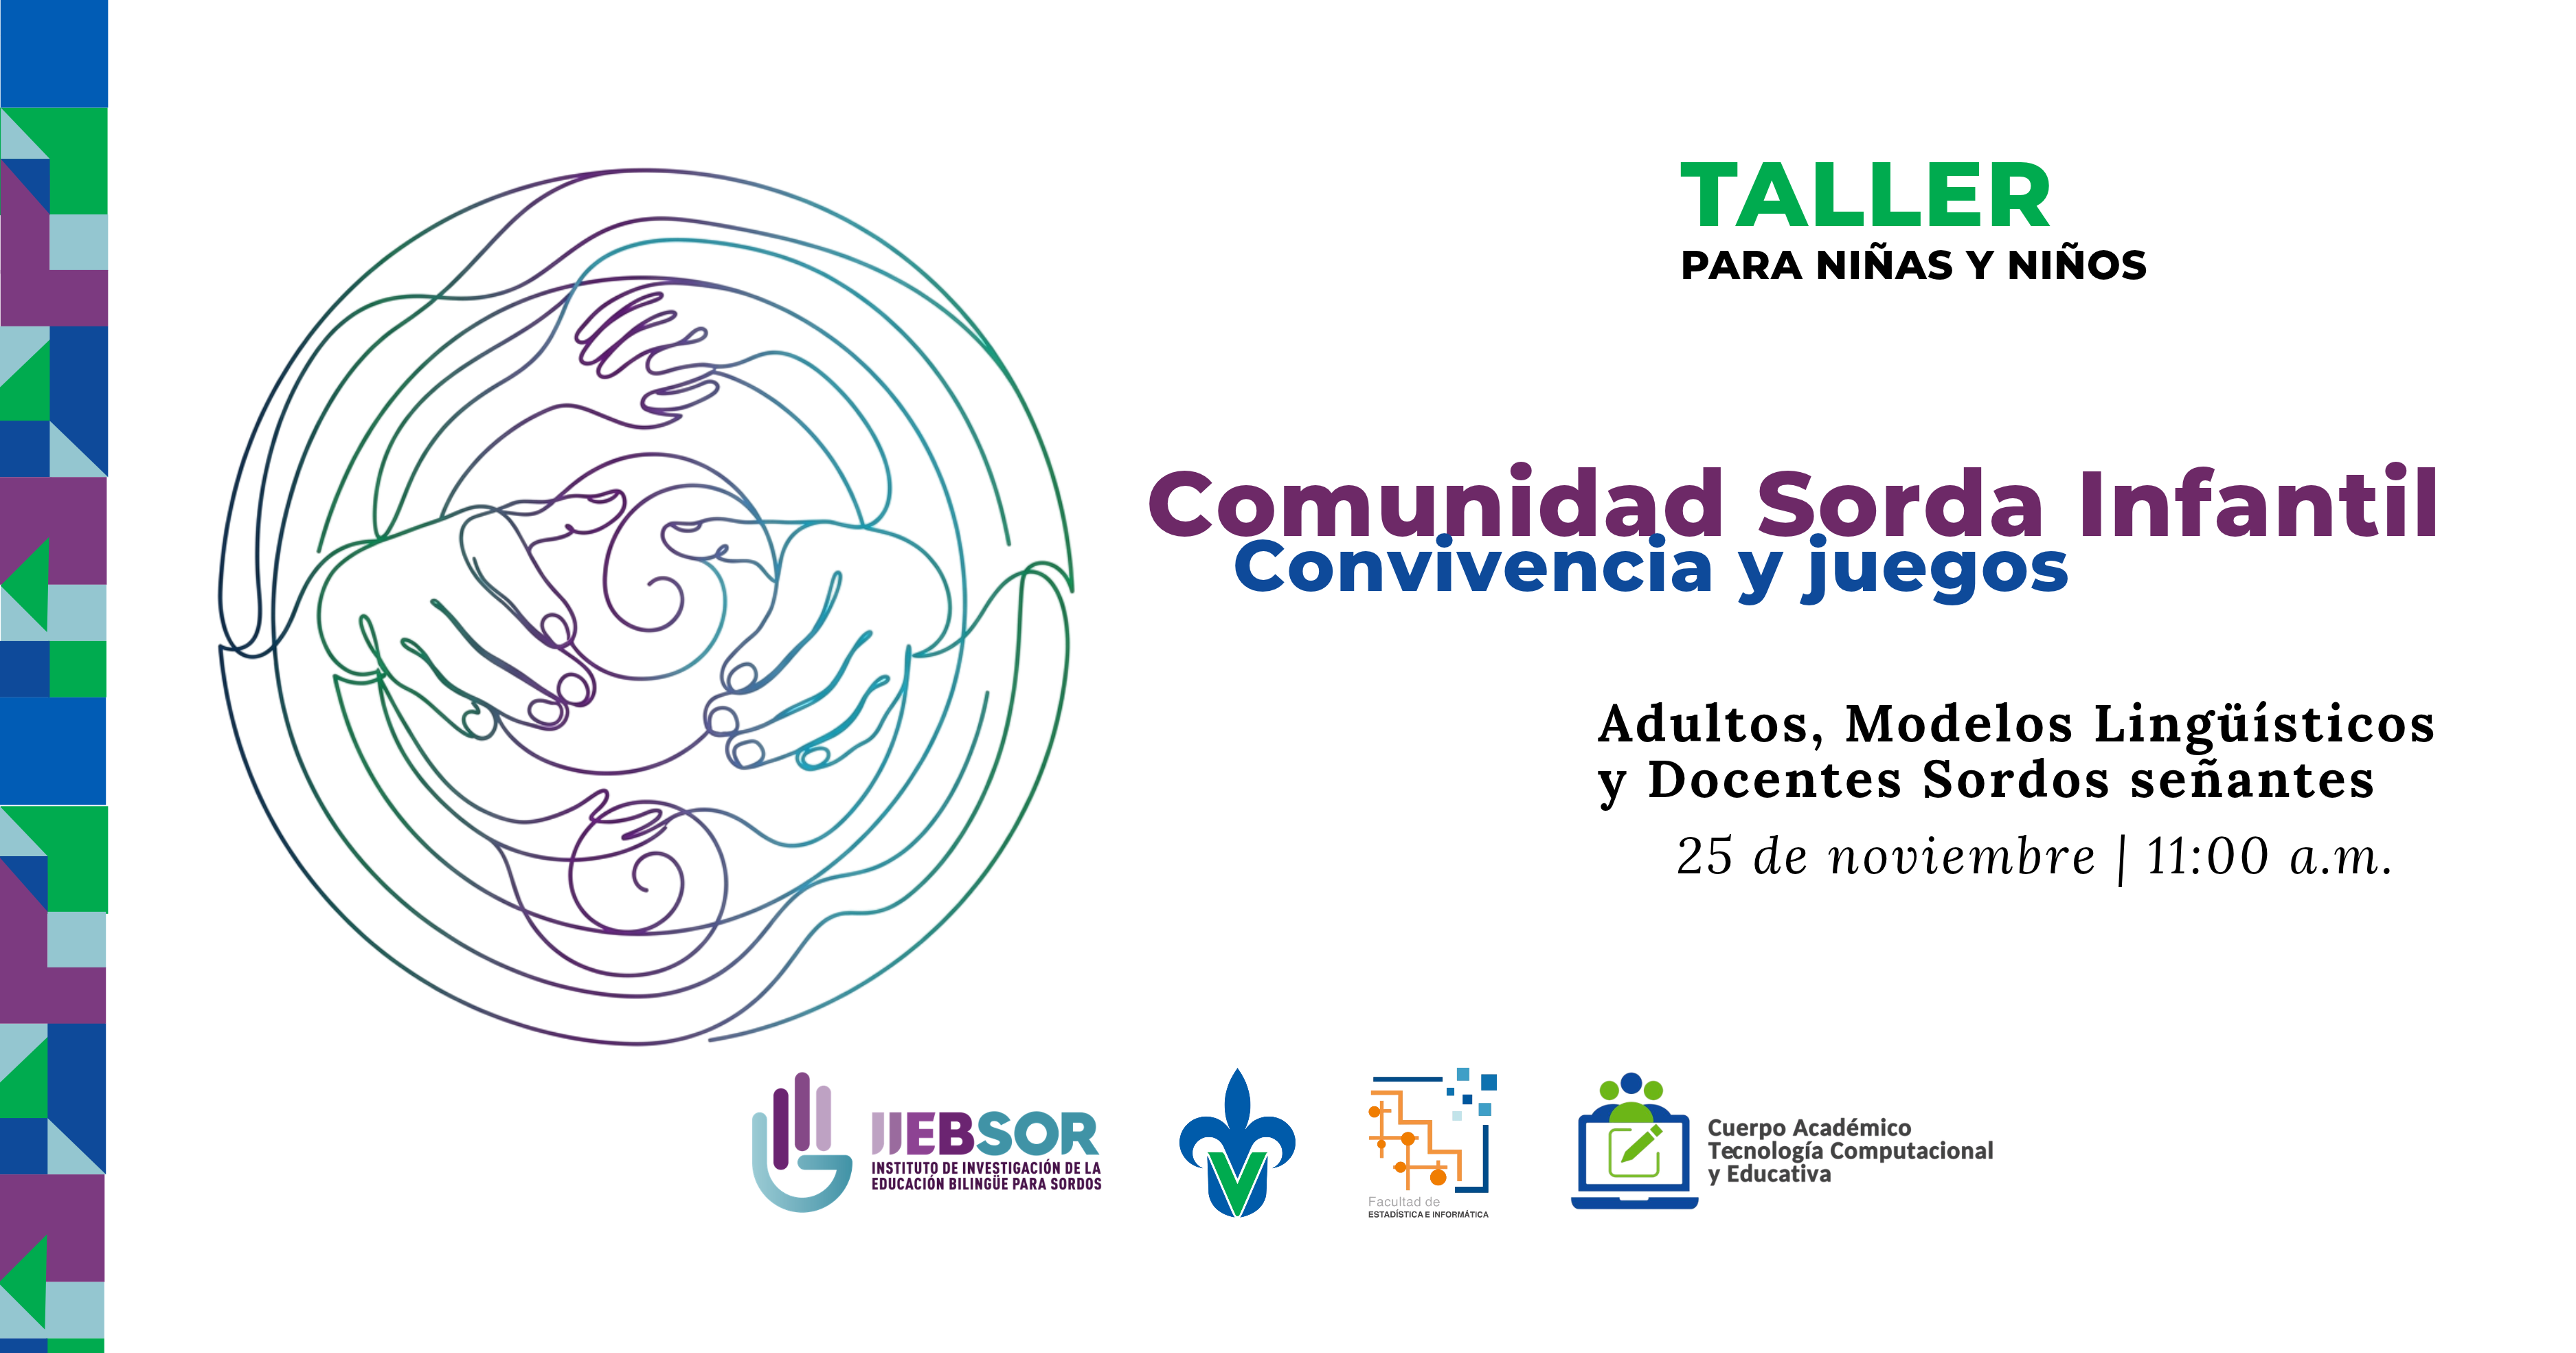 TALLER
PARA NIÑAS Y NIÑOS
Comunidad Sorda Infantil
Convivencia y juegos
Adultos, Modelos Lingüísticos
y Docentes Sordos señantes
25 de noviembre | 11:00 a.m.
IIEBSOR
INSTITUTO DE INVESTIGACIÓN DE LA
EDUCACIÓN BILINGÜE PARA SORDOS
Facultad de
ESTADÍSTICA E INFORMÁTICA
Cuerpo Académico
Tecnología Computacional
y Educativa